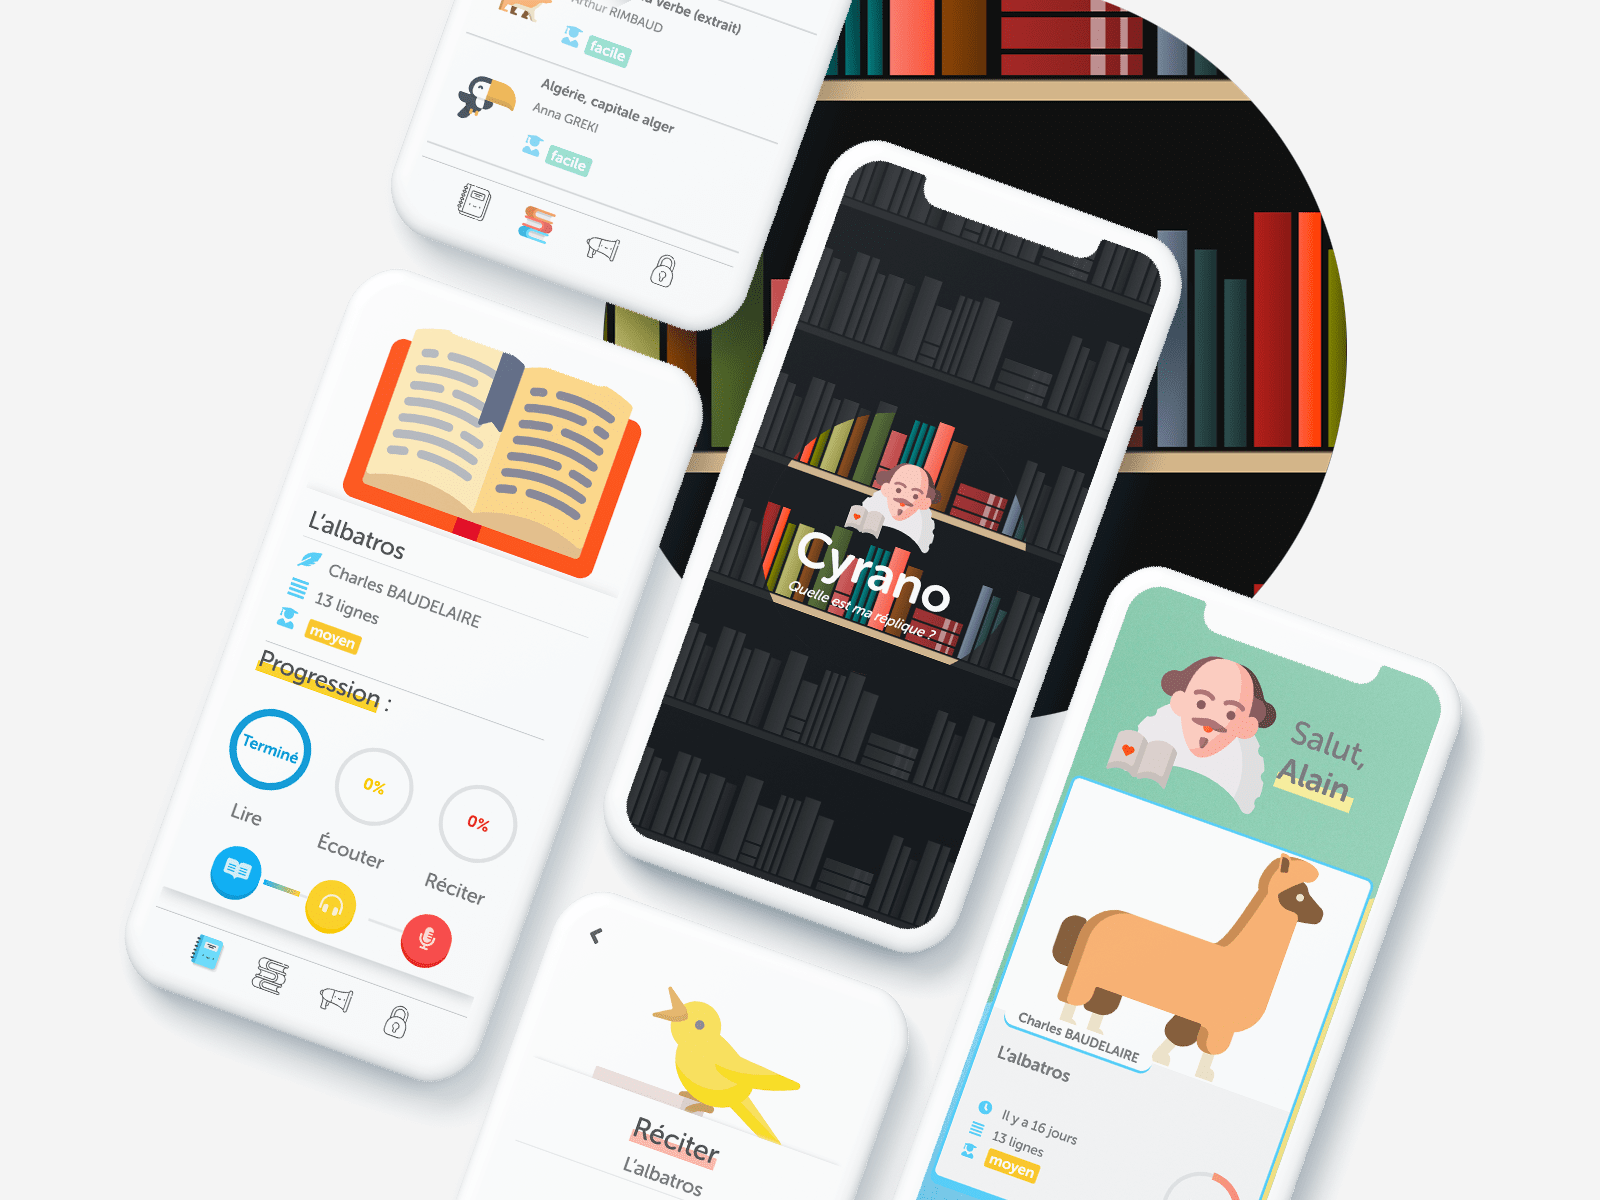 Verbe (extrait)
Arthur RIMBAUD
facile
Algérie, capitale alger
Anna GREKI
facile
L'albatros
Charles BAUDELAIRE
13 lignes
moyen
Progression :
Terminé
0%
0%
Lire
Écouter
Réciter
Cyrano
Quelle est ma réplique ?
Réciter
L'albatros
Salut,
Alain
Charles BAUDELAIRE
L'albatros
Il y a 16 jours
13 lignes
moyen